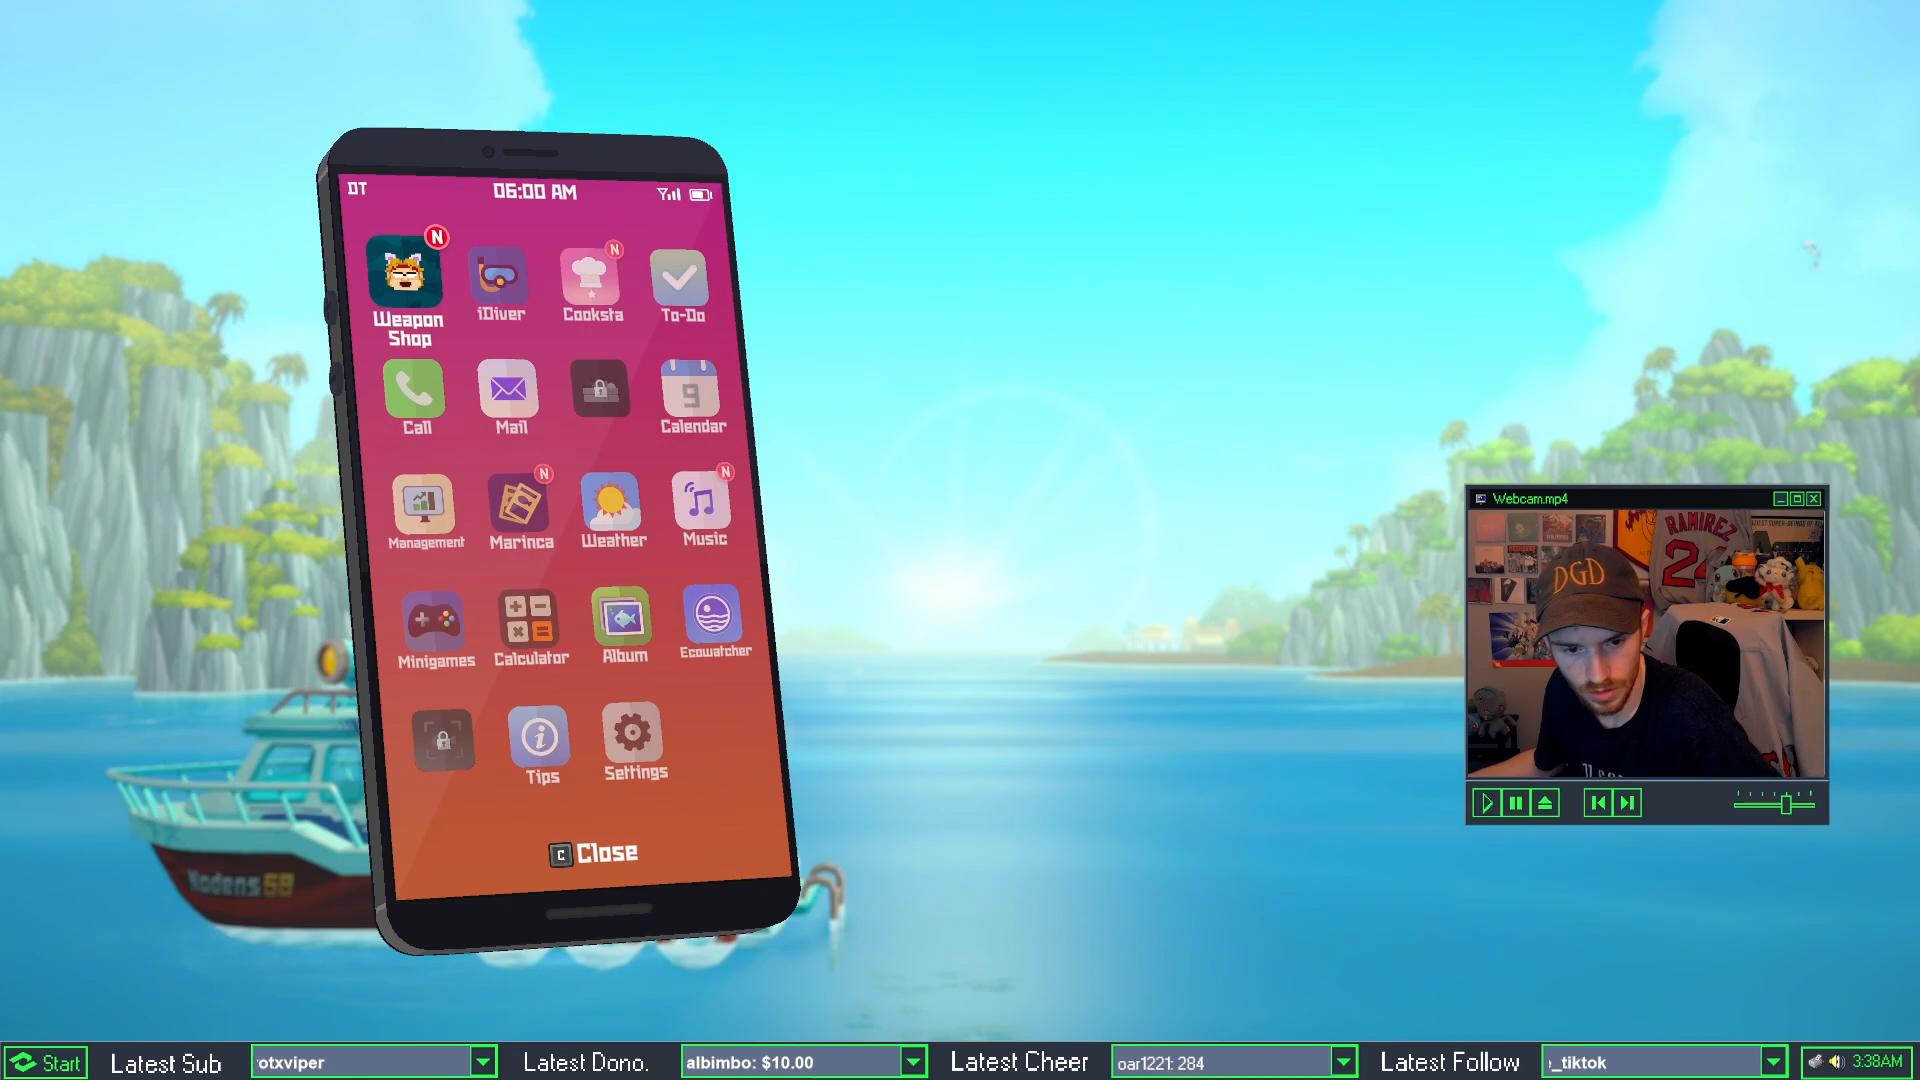 DT
06:00 AM
N
N
Weapon
Shop
iDiver
Cooksta
To-Do
9
Call
Mail
Calendar
N
N
Management
Marinca
Weather
Music
Minigames
Calculator
Album
Ecowatcher
Tips
Settings
C Close
Nodens 68
Webcam.mp4
RAMIREZ
DGD
Start
Latest Sub
otxviper
Latest Dono.
albimbo: $10.00
Latest Cheer
oar1221: 284
Latest Follow
_tiktok
3:38AM